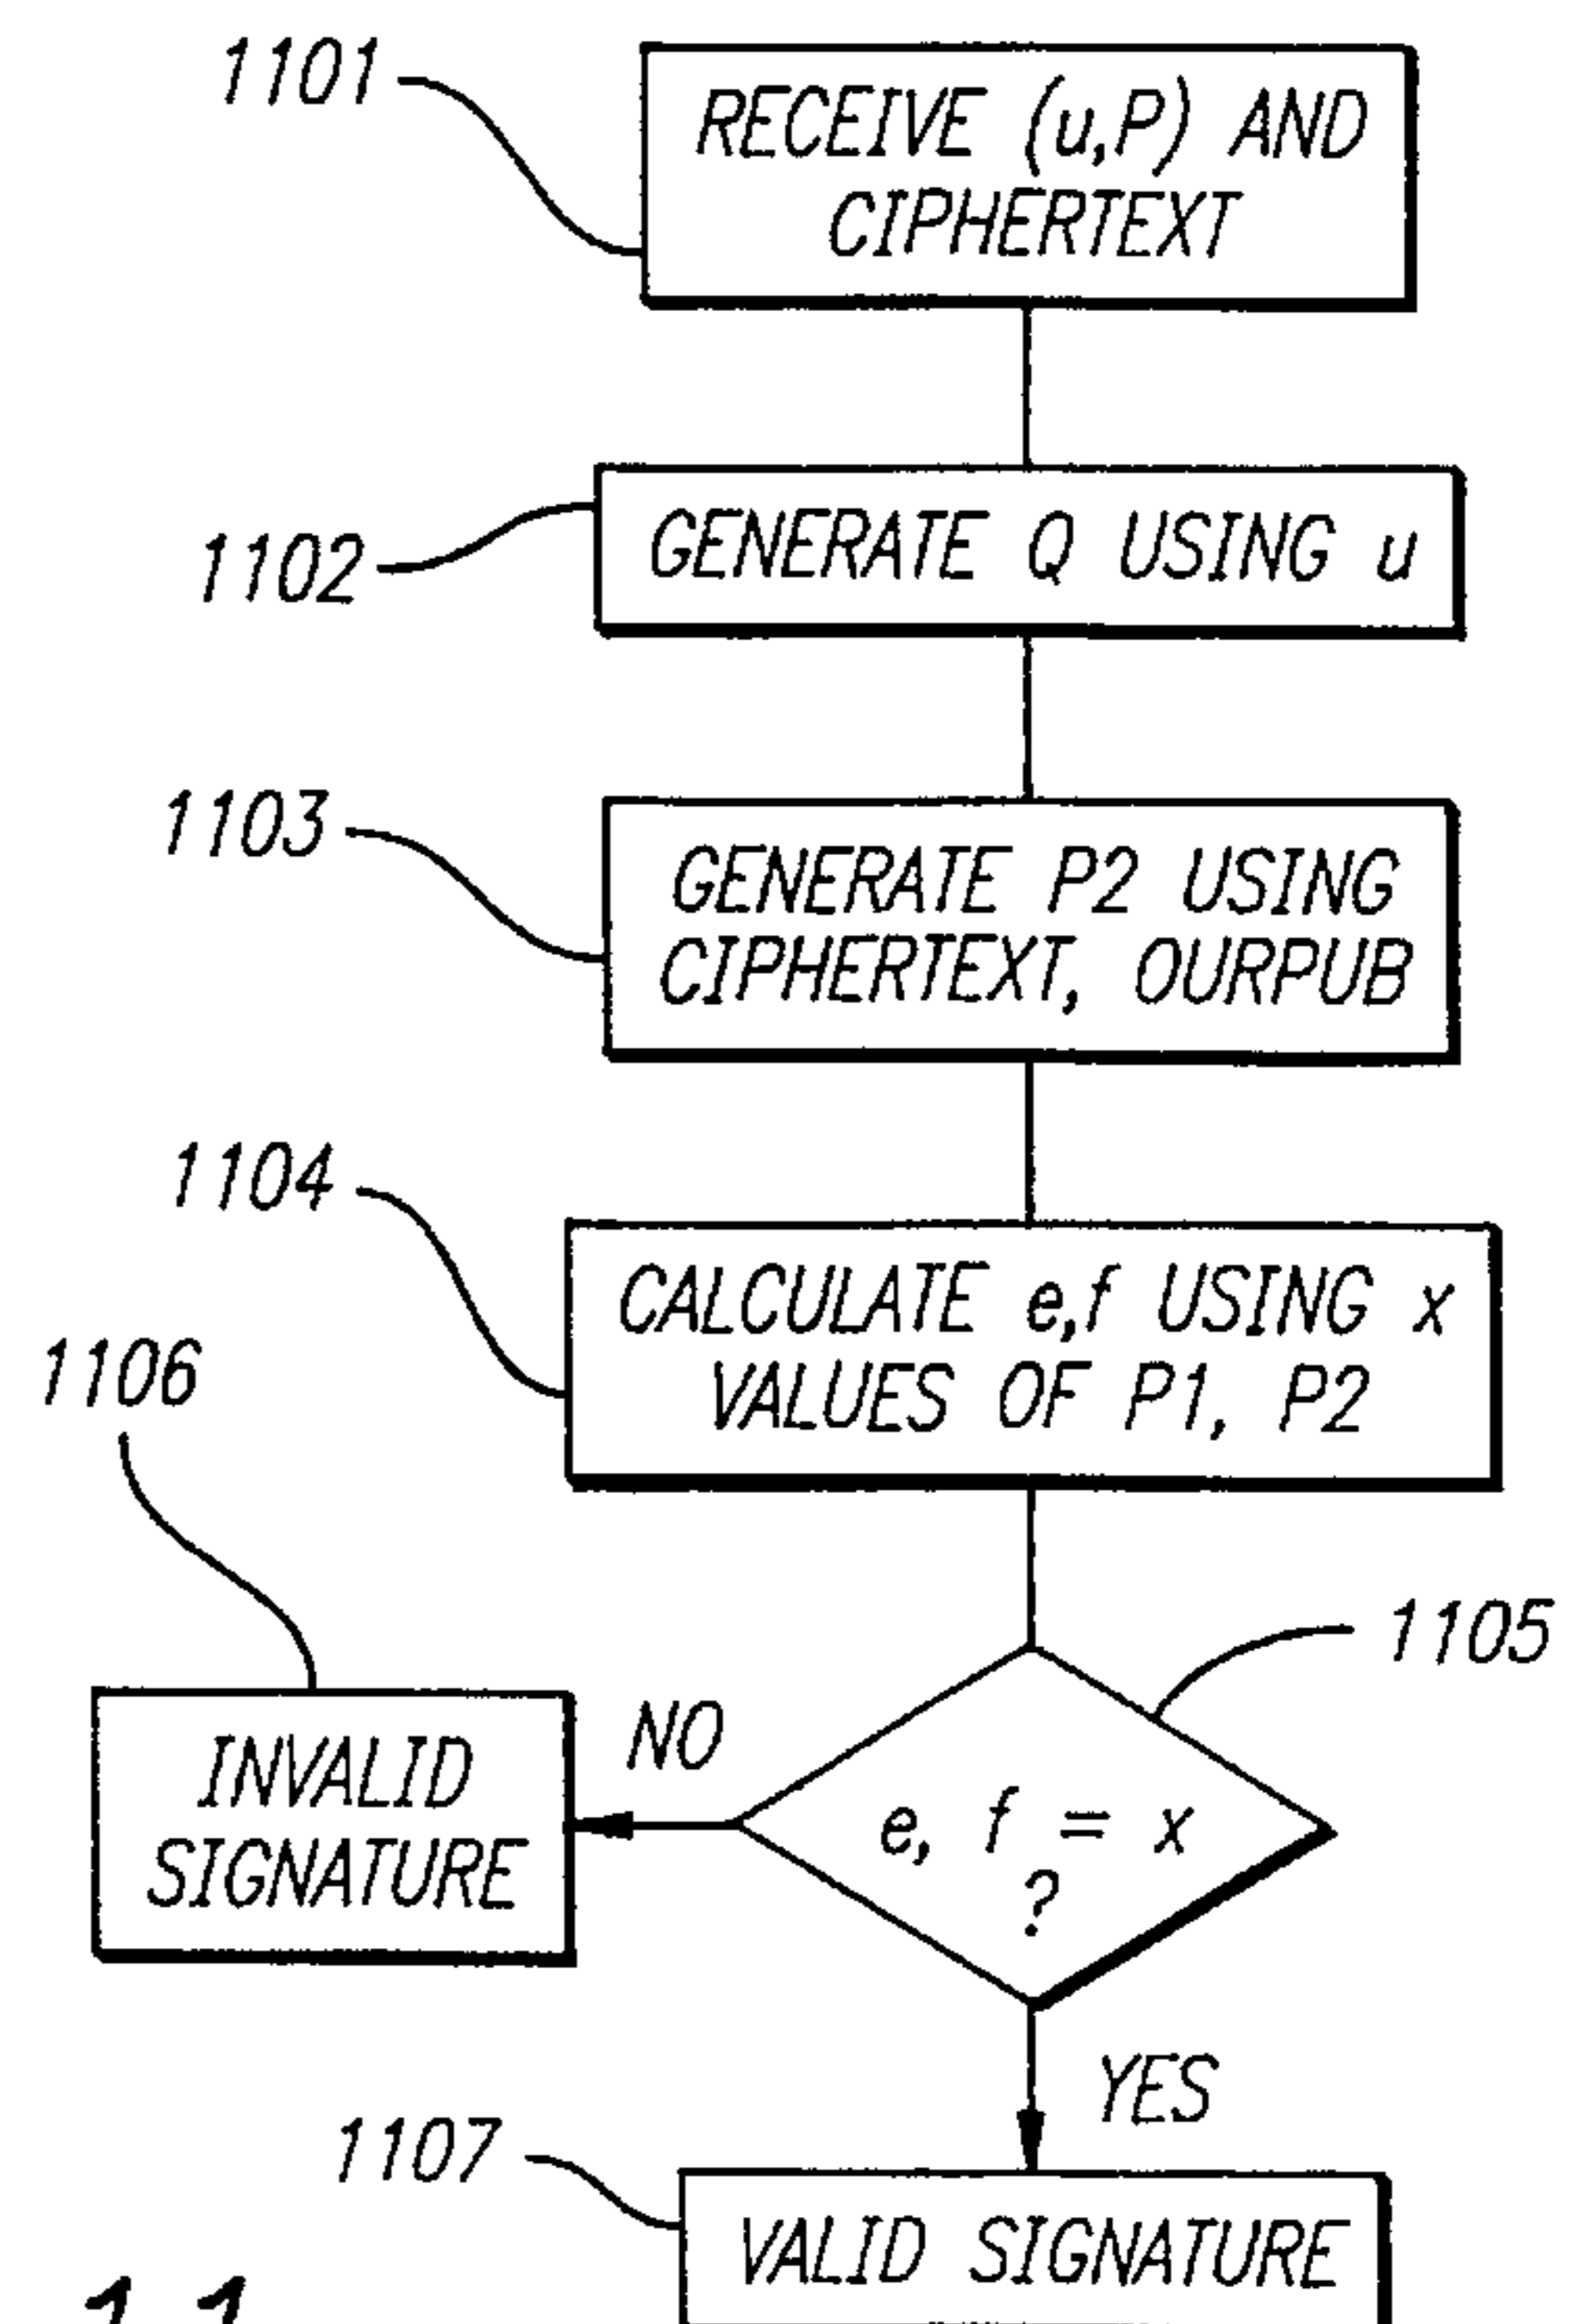 1101
RECEIVE (u,P) AND
CIPHERTEXT
1102
GENERATE Q USING u
1103
GENERATE P2 USING
CIPHERTEXT, OURPUB
1104
CALCULATE e,f USING x
VALUES OF P1, P2
1106
1105
INVALID
SIGNATURE
NO
e, f = x
?
YES
1107
VALID SIGNATURE